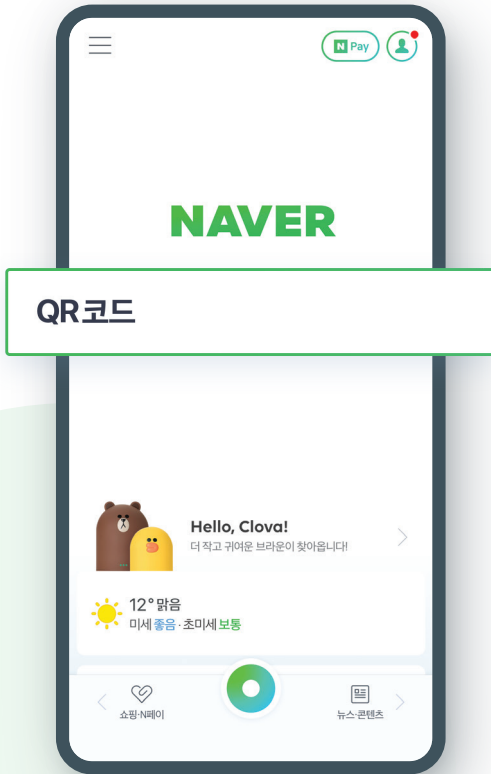 N Pay
NAVER
QR코드
Hello, Clova!
더 작고 귀여운 브라운이 찾아옵니다!
12° 맑음
미세 좋음 · 초미세 보통
쇼핑·N페이
뉴스·콘텐츠